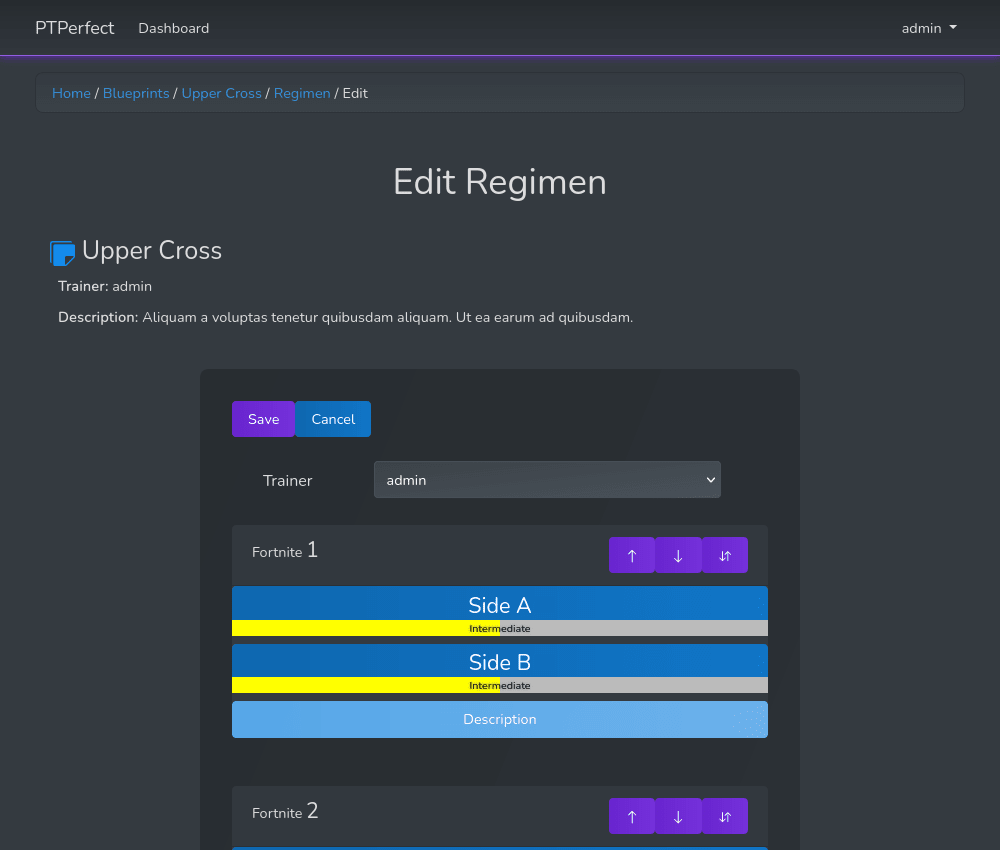 PTPerfect Dashboard admin
Home / Blueprints / Upper Cross / Regimen / Edit
Edit Regimen
Upper Cross
Trainer: admin
Description: Aliquam a voluptas tenetur quibusdam aliquam. Ut ea earum ad quibusdam.
Save Cancel
Trainer admin
Fortnite 1 ↑ ↓ ↓↑
Side A
Intermediate
Side B
Intermediate
Description
Fortnite 2 ↑ ↓ ↓↑